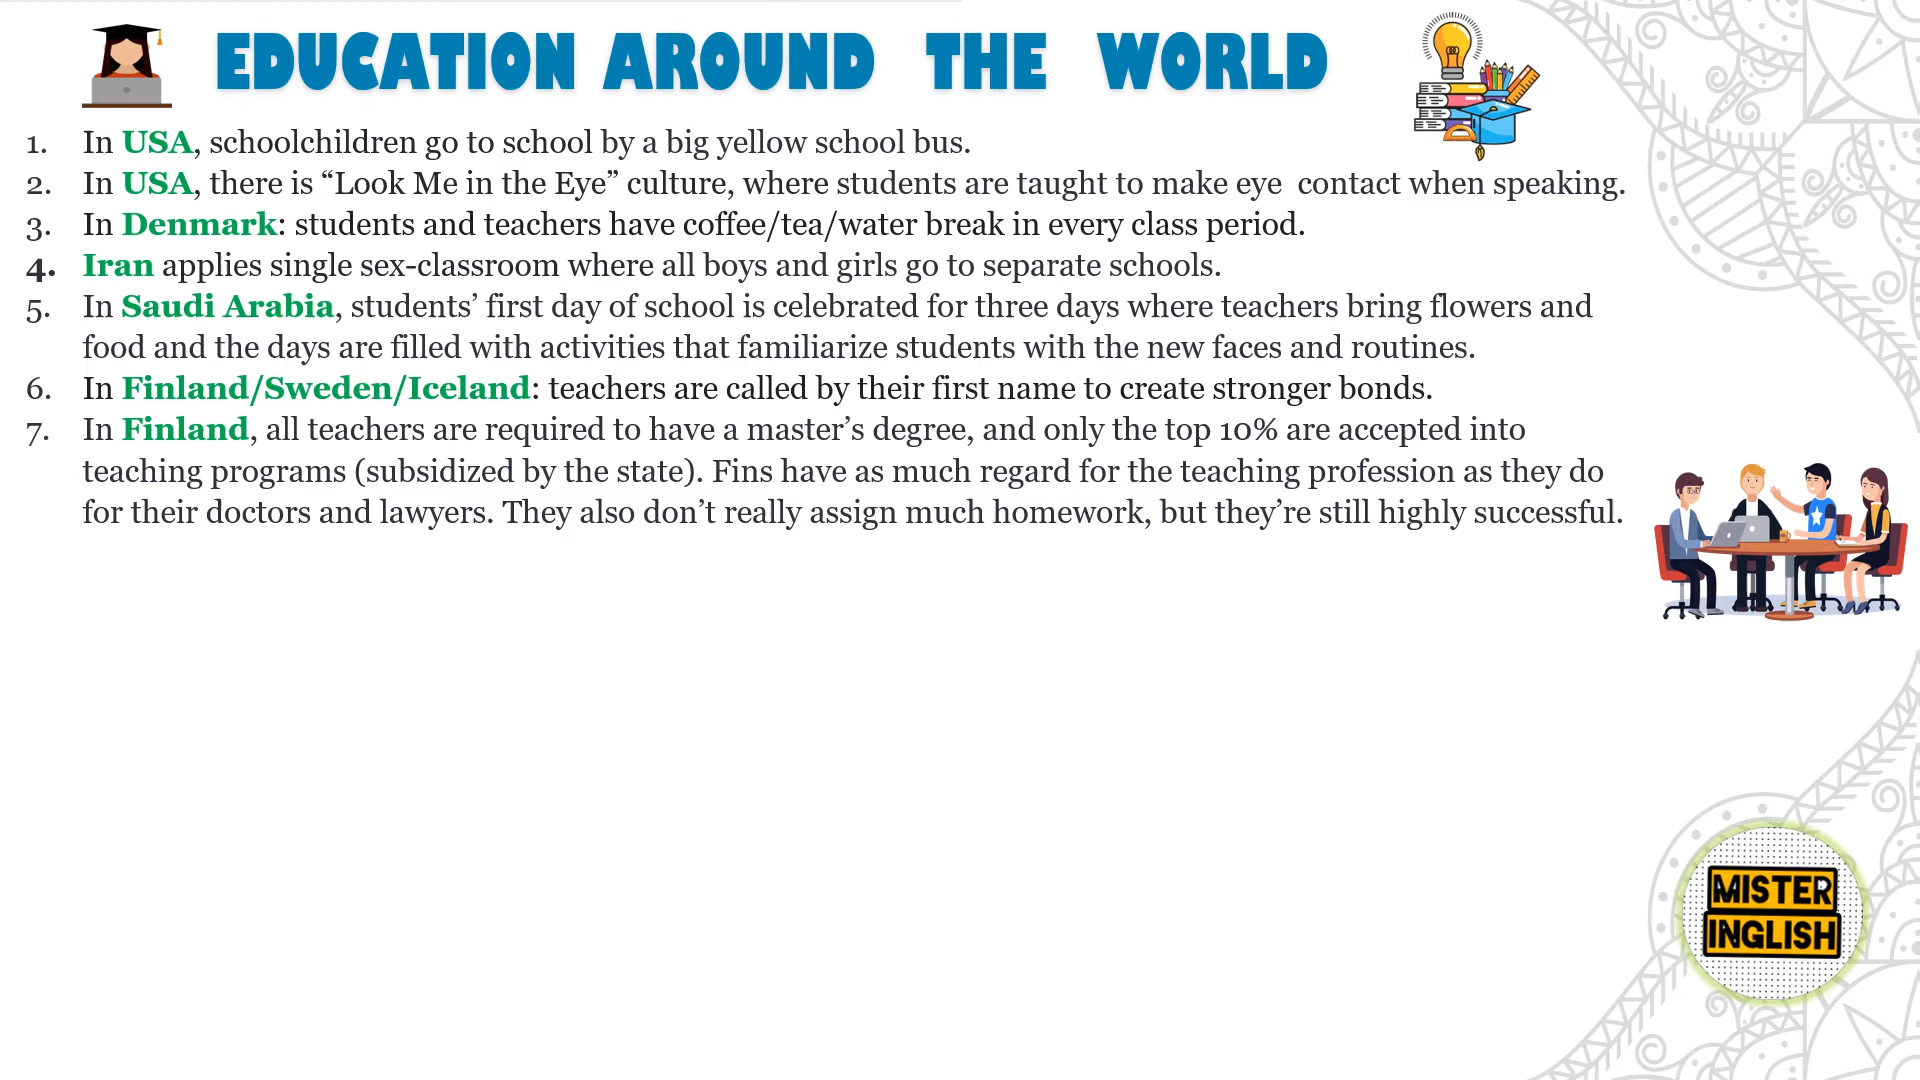 EDUCATION AROUND THE WORLD
1. In USA, schoolchildren go to school by a big yellow school bus.
2. In USA, there is “Look Me in the Eye” culture, where students are taught to make eye contact when speaking.
3. In Denmark: students and teachers have coffee/tea/water break in every class period.
4. Iran applies single sex-classroom where all boys and girls go to separate schools.
5. In Saudi Arabia, students’ first day of school is celebrated for three days where teachers bring flowers and
food and the days are filled with activities that familiarize students with the new faces and routines.
6. In Finland/Sweden/Iceland: teachers are called by their first name to create stronger bonds.
7. In Finland, all teachers are required to have a master’s degree, and only the top 10% are accepted into
teaching programs (subsidized by the state). Fins have as much regard for the teaching profession as they do
for their doctors and lawyers. They also don’t really assign much homework, but they’re still highly successful.
MISTER
INGLISH